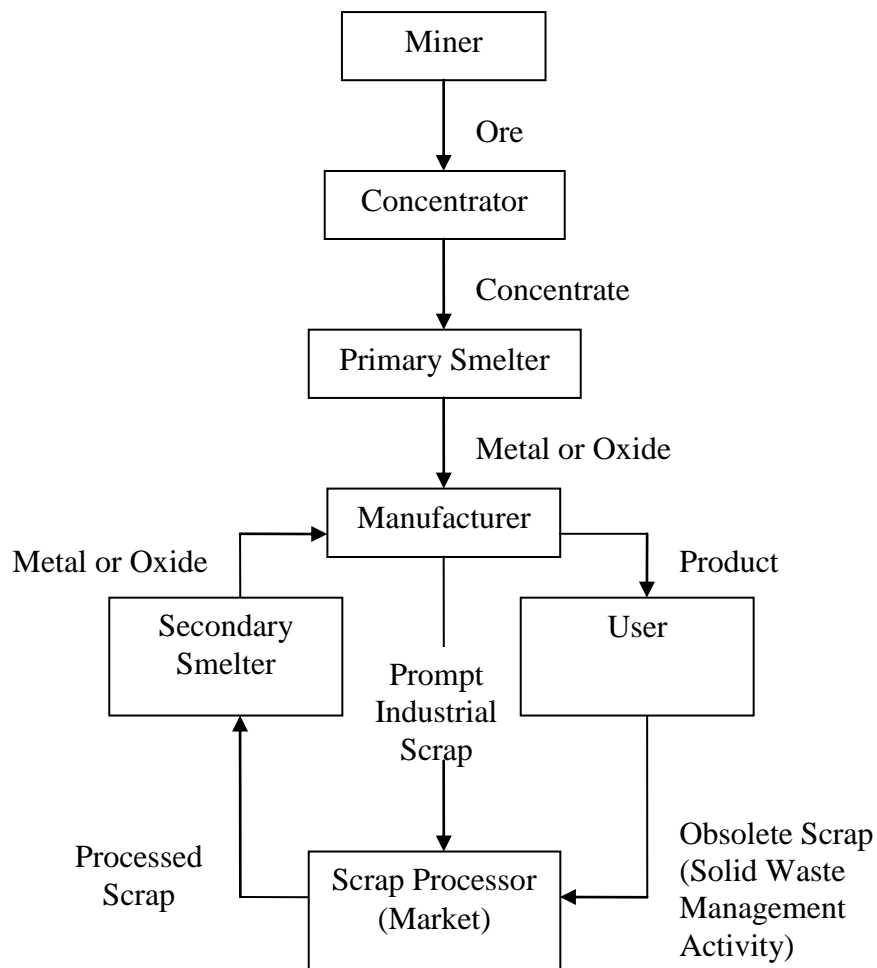 Miner
Ore
Concentrator
Concentrate
Primary Smelter
Metal or Oxide
Manufacturer
Metal or Oxide
Product
Secondary
Smelter
User
Prompt
Industrial
Scrap
Processed
Scrap
Scrap Processor
(Market)
Obsolete Scrap
(Solid Waste
Management
Activity)